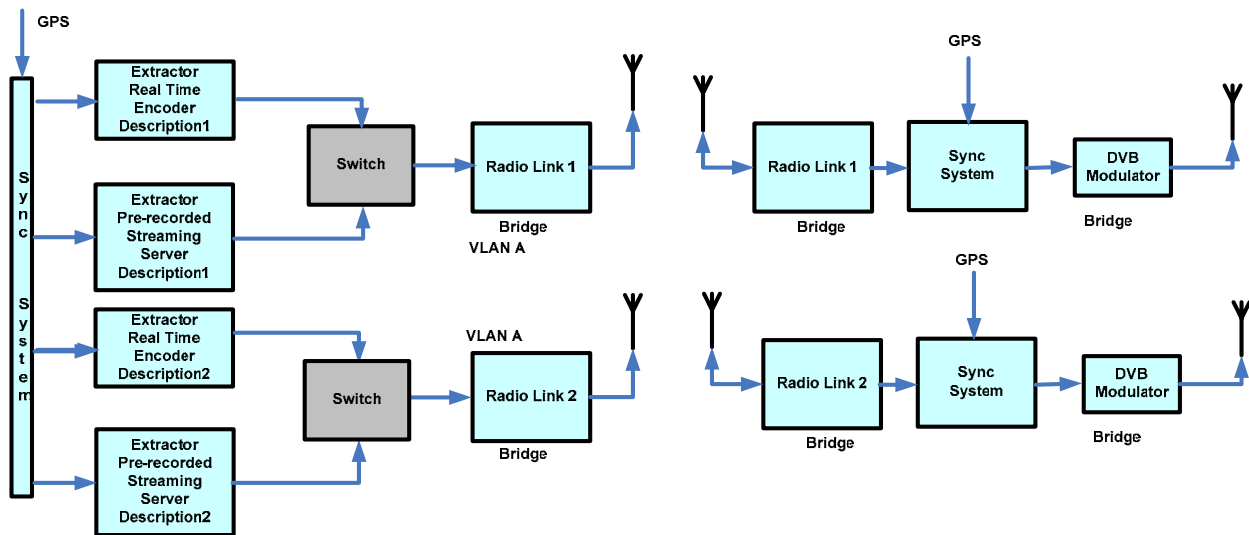 GPS
Sync System
Extractor
Real Time
Encoder
Description1
Extractor
Pre-recorded
Streaming
Server
Description1
Extractor
Real Time
Encoder
Description2
Extractor
Pre-recorded
Streaming
Server
Description2
Switch
Switch
Radio Link 1
Bridge
VLAN A
VLAN A
Radio Link 2
Bridge
GPS
Radio Link 1
Bridge
Sync
System
DVB
Modulator
Bridge
GPS
Radio Link 2
Bridge
Sync
System
DVB
Modulator
Bridge